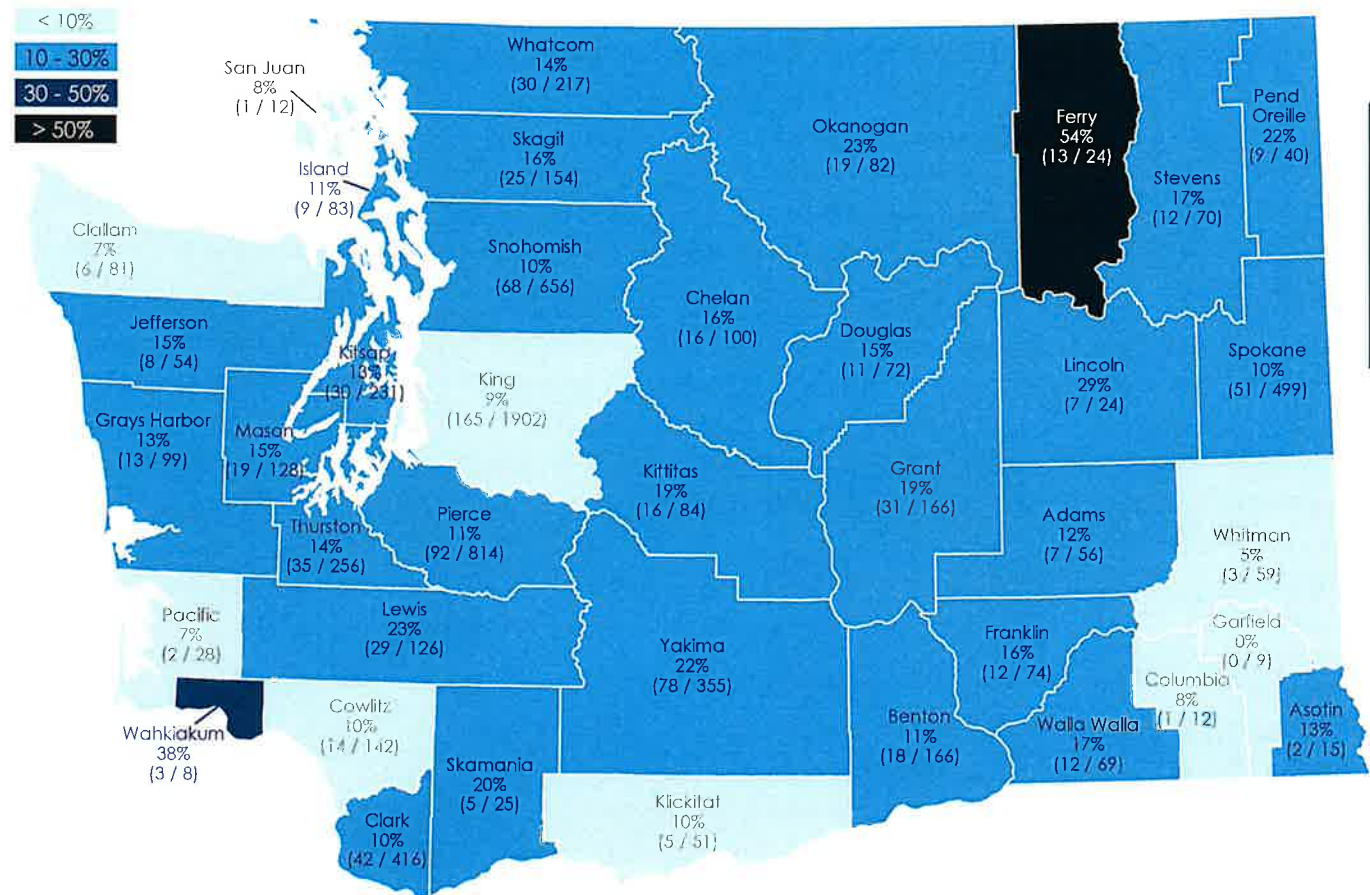 < 10%
10 - 30%
30 - 50%
> 50%
San Juan
8%
(1 / 12)
Whatcom
14%
(30 / 217)
Skagit
16%
(25 / 154)
Island
11%
(9 / 83)
Okanogan
23%
(19 / 82)
Ferry
54%
(13 / 24)
Pend
Oreille
22%
(9 / 40)
Stevens
17%
(12 / 70)
Clallam
7%
(6 / 81)
Snohomish
10%
(68 / 656)
Chelan
16%
(16 / 100)
Douglas
15%
(11 / 72)
Lincoln
29%
(7 / 24)
Spokane
10%
(51 / 499)
Jefferson
15%
(8 / 54)
Kitsap
13%
(30 / 231)
King
9%
(165 / 1902)
Grays Harbor
13%
(13 / 99)
Mason
15%
(19 / 128)
Kittitas
19%
(16 / 84)
Grant
19%
(31 / 166)
Adams
12%
(7 / 56)
Whitman
5%
(3 / 59)
Thurston
14%
(35 / 256)
Pierce
11%
(92 / 814)
Pacific
7%
(2 / 28)
Lewis
23%
(29 / 126)
Yakima
22%
(78 / 355)
Franklin
16%
(12 / 74)
Garfield
0%
(0 / 9)
Columbia
8%
(1 / 12)
Asotin
13%
(2 / 15)
Wahkiakum
38%
(3 / 8)
Cowlitz
10%
(14 / 142)
Skamania
20%
(5 / 25)
Benton
11%
(18 / 166)
Walla Walla
17%
(12 / 69)
Clark
10%
(42 / 416)
Klickitat
10%
(5 / 51)